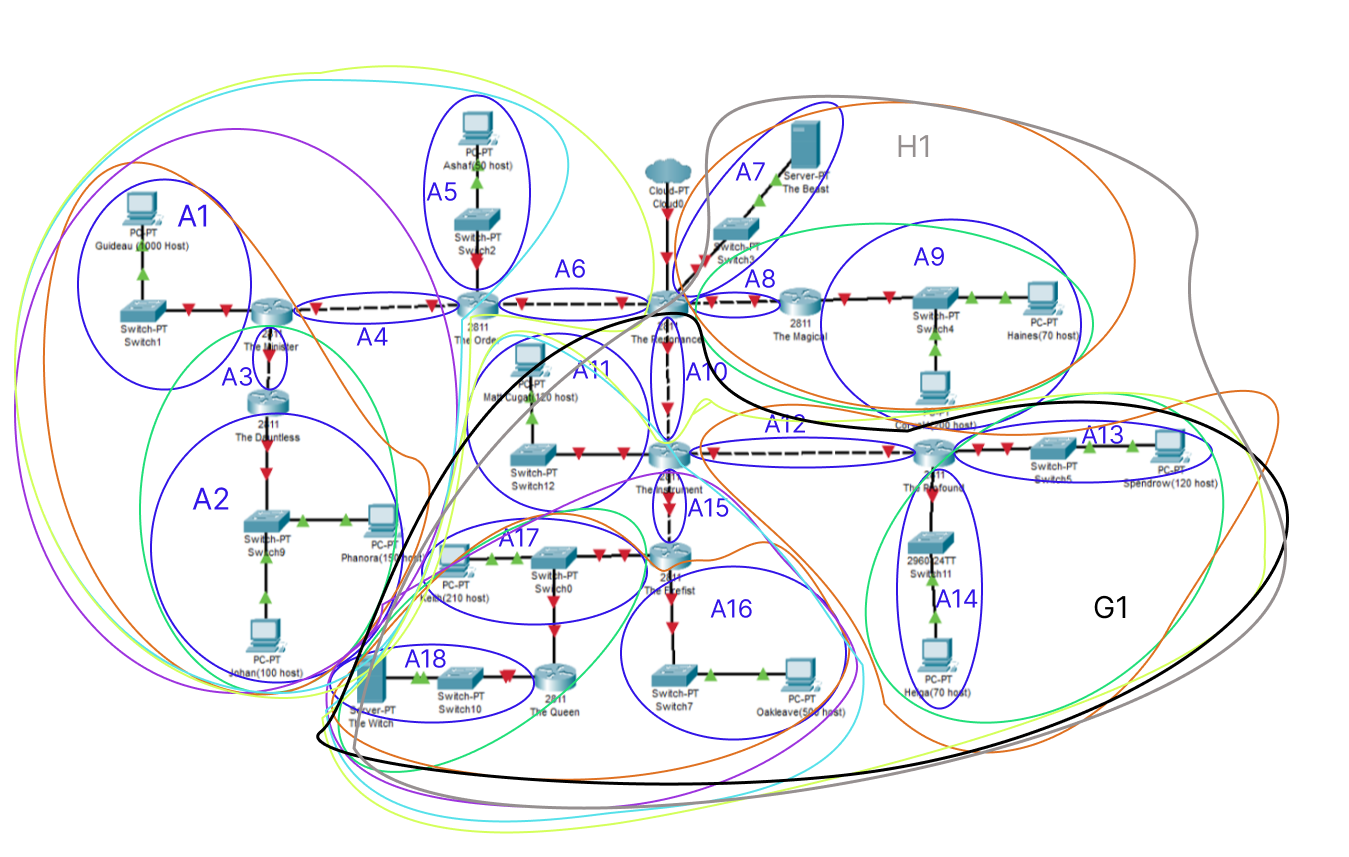 H1
PC-PT
Ashaf(50 host)
A5
Switch-PT
Switch2
Cloud-PT
Cloud0
A7
Server-PT
The Beast
Switch-PT
Switch3
A1
PC-PT
Guideau (2000 Host)
Switch-PT
Switch1
A4
2811
The Minister
2811
The Order
A6
2811
The Resonance
A8
2811
The Magical
A9
Switch-PT
Switch4
PC-PT
Haines(70 host)
A3
2811
The Dauntless
A11
PC-PT
Matt Cugat(120 host)
A10
A12
Switch-PT
Switch12
2811
The Instrument
2811
The Profound
A13
Switch-PT
Switch5
PC-PT
Spendrow(120 host)
A2
Switch-PT
Switch9
PC-PT
Phanora(150 host)
PC-PT
Johan(100 host)
A15
A17
PC-PT
Keith(210 host)
Switch-PT
Switch0
2811
A16
Switch-PT
Switch7
PC-PT
Oakleave(500 host)
2960-24TT
Switch11
A14
PC-PT
Helga(70 host)
G1
A18
Server-PT
The Witch
Switch-PT
Switch10
2811
The Queen